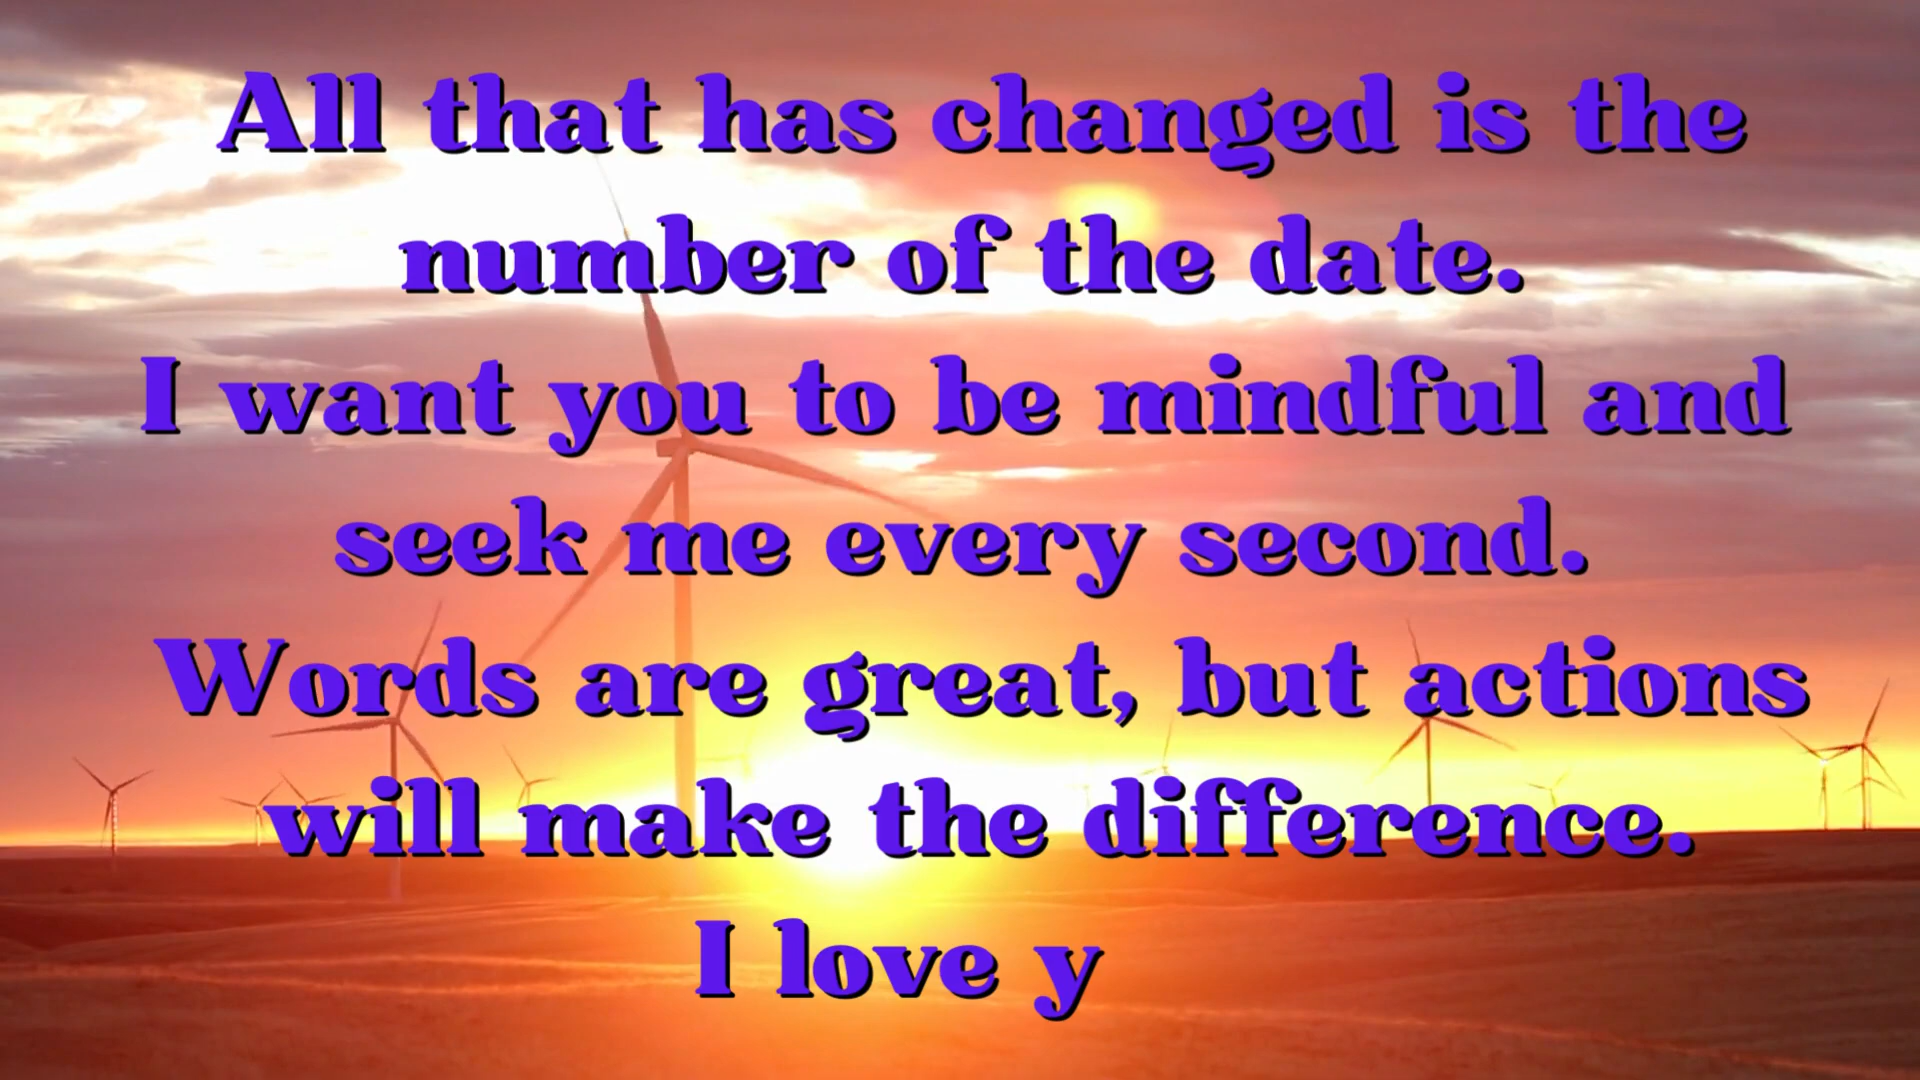 All that has changed is the
number of the date.
I want you to be mindful and
seek me every second.
Words are great, but actions
will make the difference.
I love y